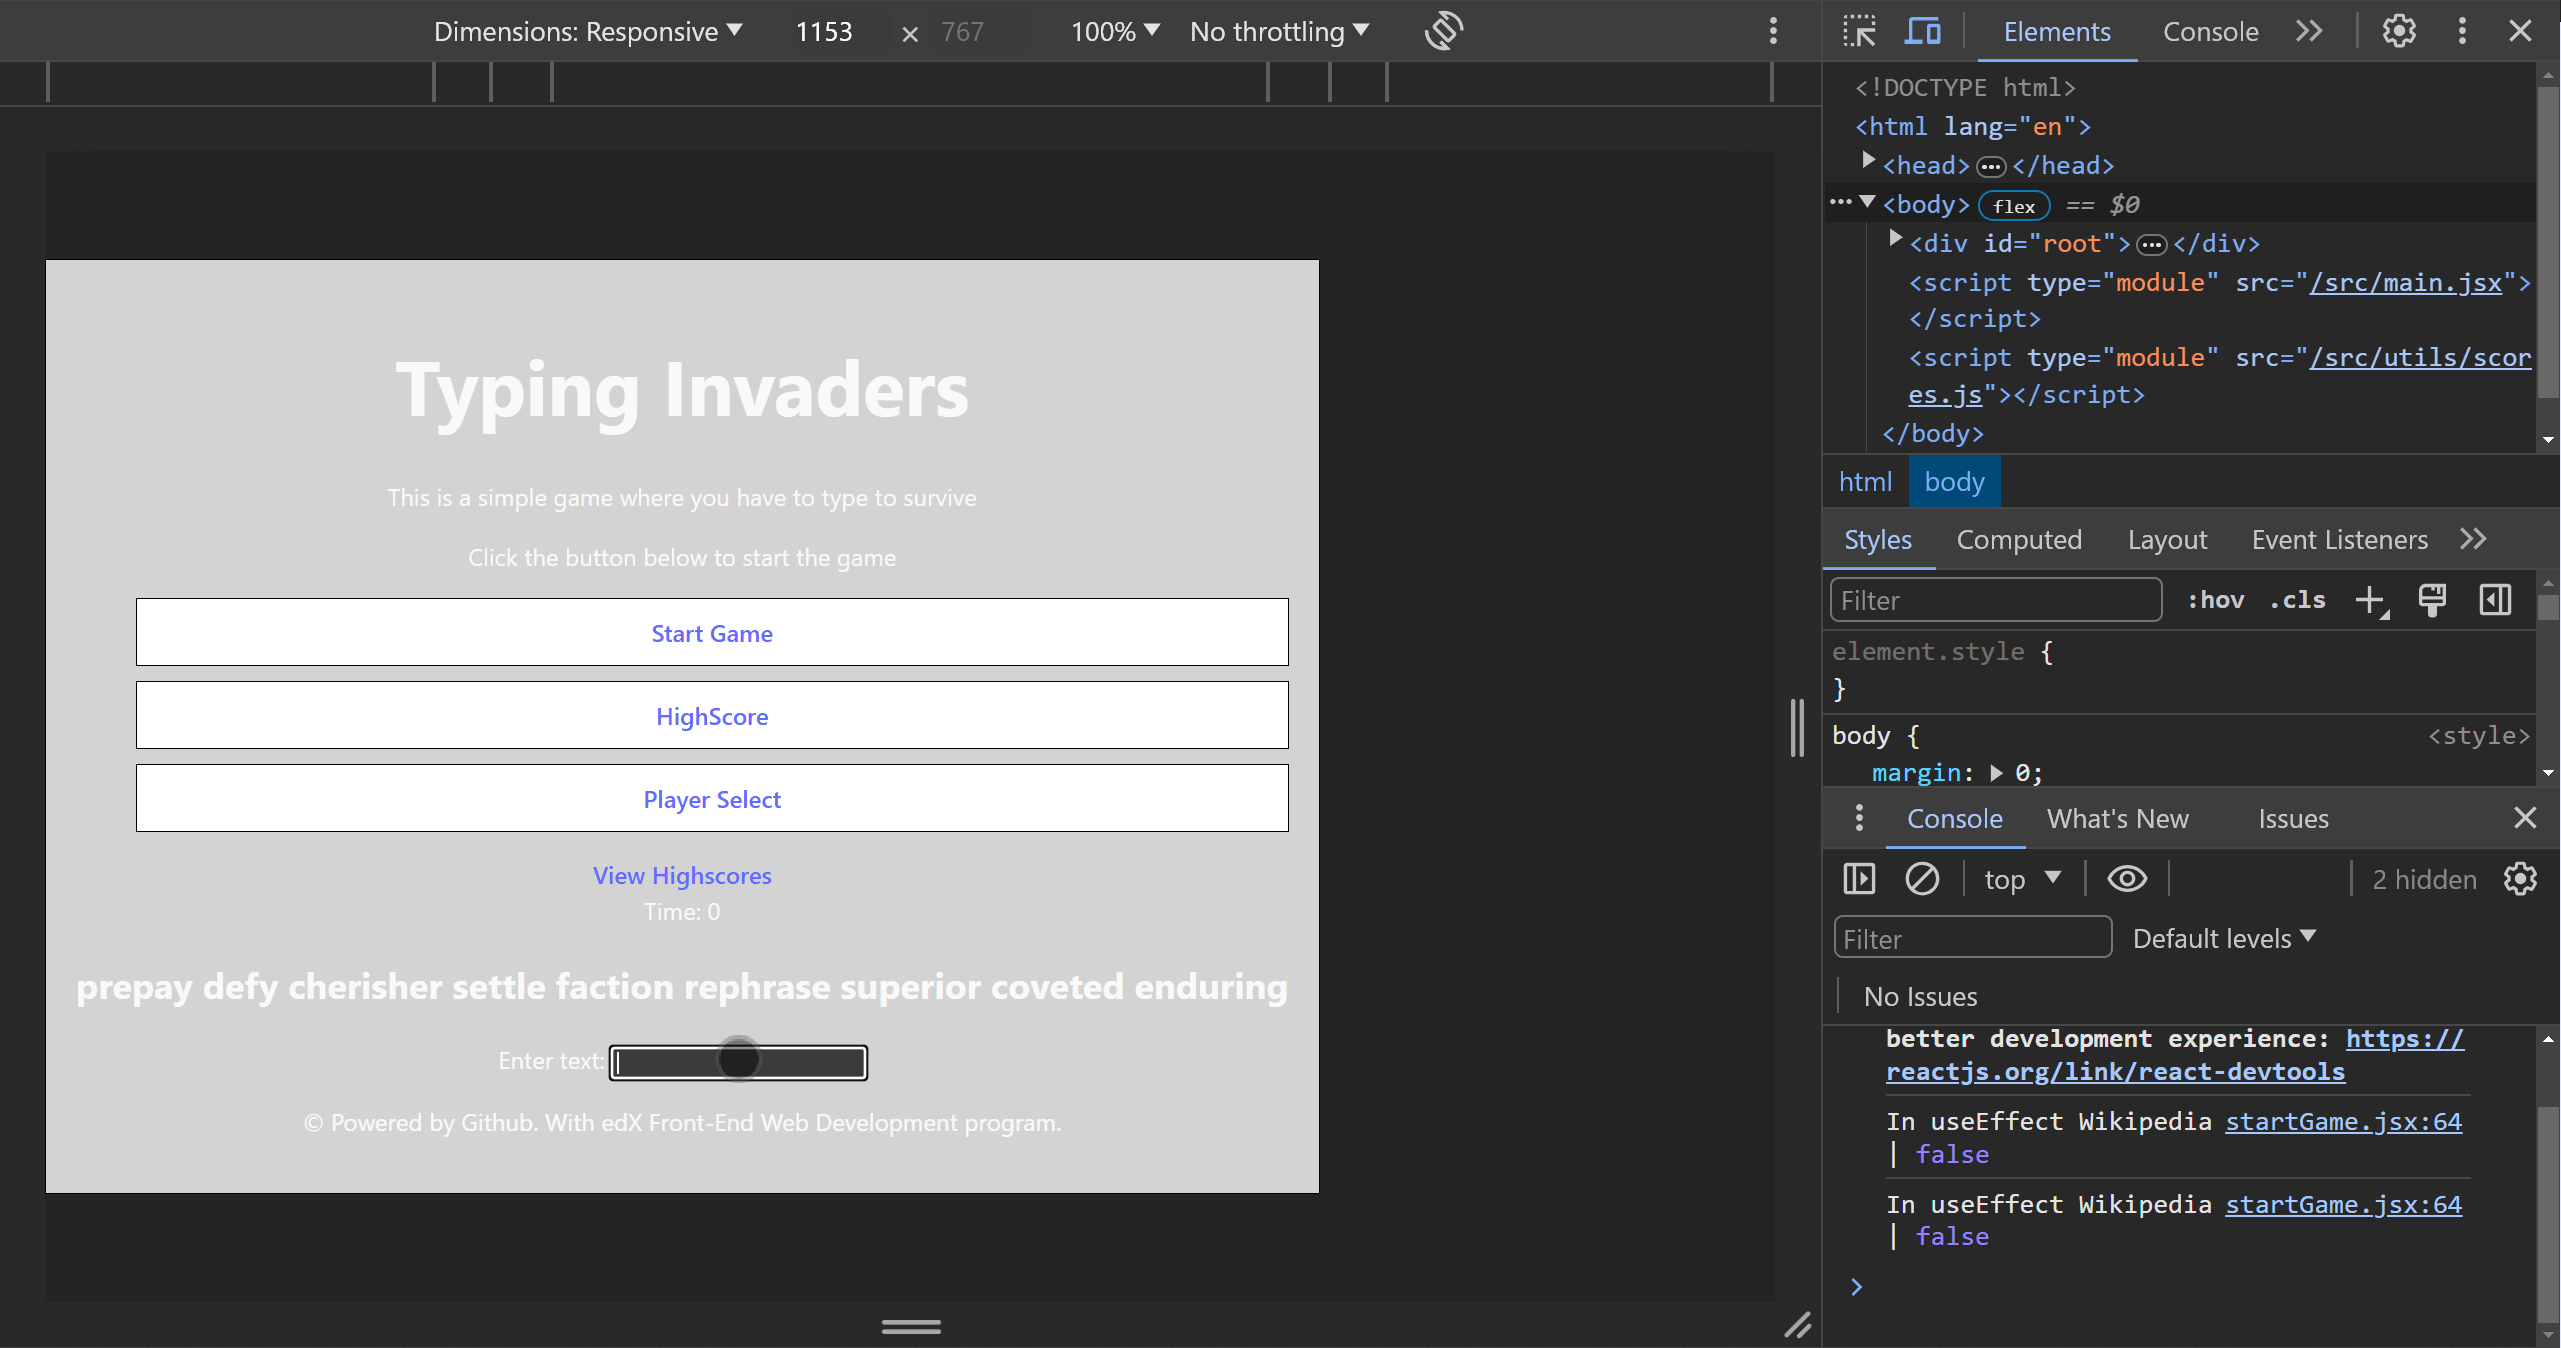 Dimensions: Responsive 1153 × 767 100% No throttling
Typing Invaders
This is a simple game where you have to type to survive
Click the button below to start the game
Start Game
HighScore
Player Select
View Highscores
Time: 0
prepay defy cherisher settle faction rephrase superior coveted enduring
Enter text:
© Powered by Github. With edX Front-End Web Development program.
Elements Console
<!DOCTYPE html>
<html lang="en">
<head> ... </head>
... <body> flex == $0
<div id="root"> ... </div>
<script type="module" src="/src/main.jsx">
</script>
<script type="module" src="/src/utils/scor
es.js"></script>
</body>
html body
Styles Computed Layout Event Listeners
Filter :hov .cls
element.style {
}
body { <style>
margin: 0;
Console What's New Issues
top 2 hidden
Filter Default levels
No Issues
better development experience: https://
reactjs.org/link/react-devtools
In useEffect Wikipedia startGame.jsx:64
| false
In useEffect Wikipedia startGame.jsx:64
| false
>